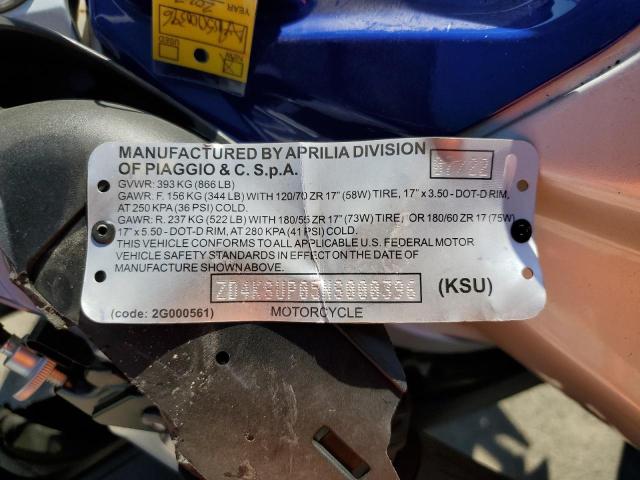 MANUFACTURED BY APRILIA DIVISION
OF PIAGGIO & C. S.p.A.
GVWR: 393 KG (866 LB)
GAWR: F. 156 KG (344 LB) WITH 120/70 ZR 17" (58W) TIRE, 17" x 3.50 - DOT-D RIM,
AT 250 KPA (36 PSI) COLD.
GAWR: R. 237 KG (522 LB) WITH 180/55 ZR 17" (73W) TIRE) OR 180/60 ZR 17 (75W)
17" x 5.50 - DOT-D RIM, AT 280 KPA (41 PSI) COLD.
THIS VEHICLE CONFORMS TO ALL APPLICABLE U.S. FEDERAL MOTOR
VEHICLE SAFETY STANDARDS IN EFFECT ON THE DATE OF
MANUFACTURE SHOWN ABOVE.
(KSU)
(code: 2G000561)
MOTORCYCLE
YEAR
USED
NEW